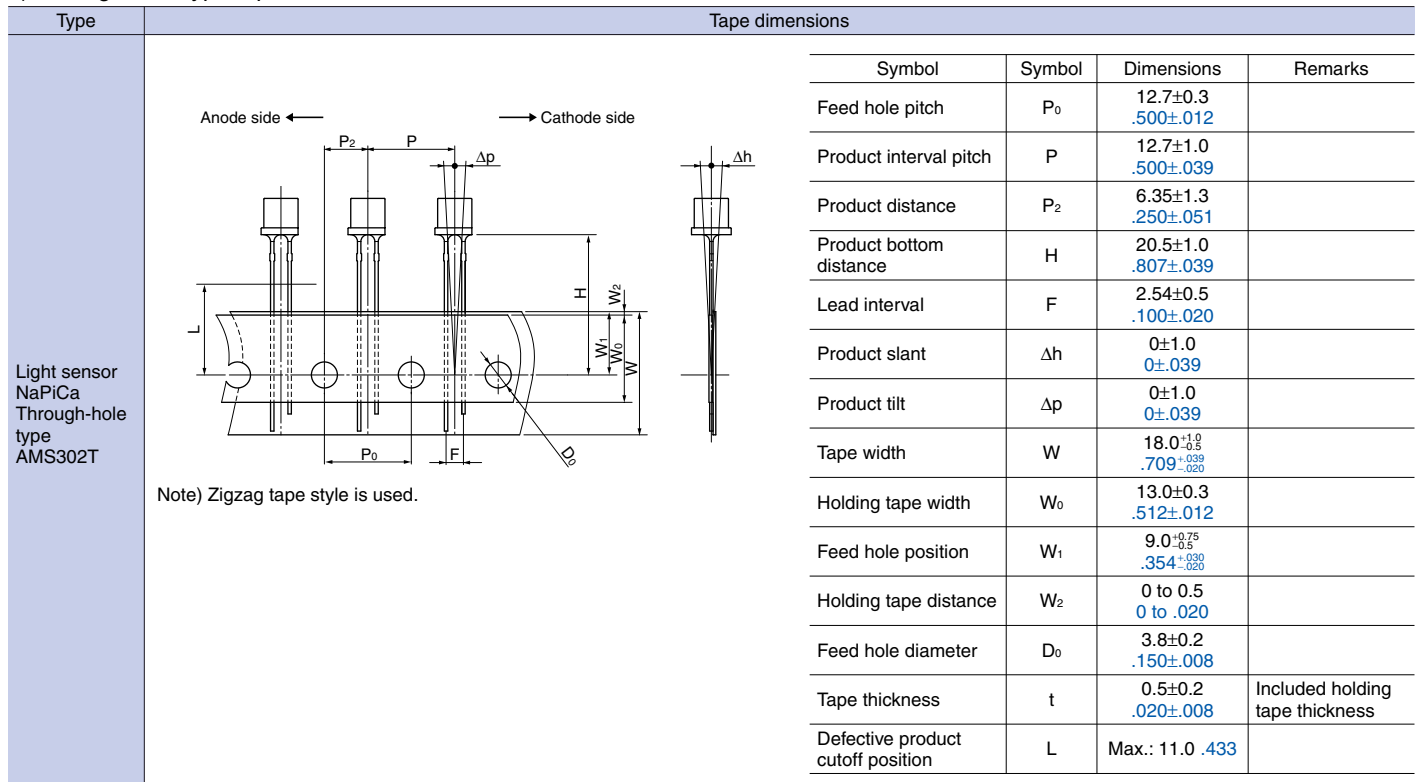 Type
Tape dimensions
Light sensor
NaPiCa
Through-hole
type
AMS302T
Anode side
Cathode side
P2
P
Δp
Δh
L
H
W2
W1
W0
W
P0
F
D0
Note) Zigzag tape style is used.
Symbol Symbol Dimensions Remarks
Feed hole pitch P0 12.7±0.3
.500±.012
Product interval pitch P 12.7±1.0
.500±.039
Product distance P2 6.35±1.3
.250±.051
Product bottom
distance H 20.5±1.0
.807±.039
Lead interval F 2.54±0.5
.100±.020
Product slant Δh 0±1.0
0±.039
Product tilt Δp 0±1.0
0±.039
Tape width W 18.0 +1.0 −0.5
.709 +.039 −.020
Holding tape width W0 13.0±0.3
.512±.012
Feed hole position W1 9.0 +0.75 −0.5
.354 +.030 −.020
Holding tape distance W2 0 to 0.5
0 to .020
Feed hole diameter D0 3.8±0.2
.150±.008
Tape thickness t 0.5±0.2 Included holding
.020±.008 tape thickness
Defective product
cutoff position L Max.: 11.0 .433